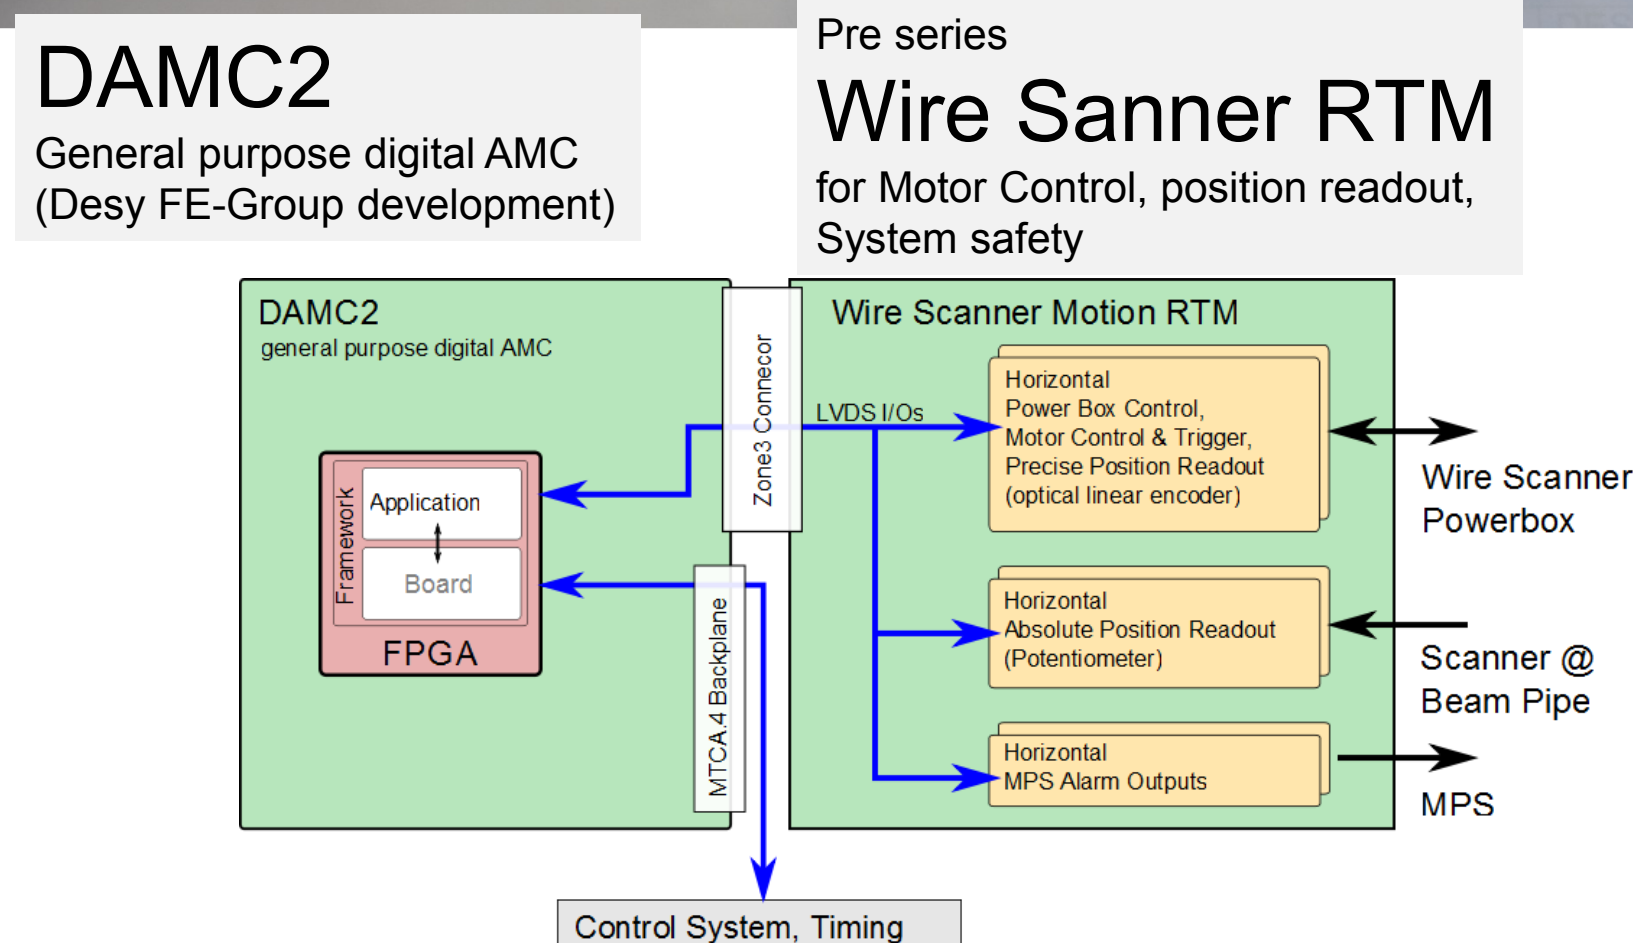 DAMC2
General purpose digital AMC
(Desy FE-Group development)
Pre series
Wire Sanner RTM
for Motor Control, position readout,
System safety
DAMC2
general purpose digital AMC
Framework
Application
Board
FPGA
Zone3 Connecor
MTCA.4 Backplane
Wire Scanner Motion RTM
LVDS I/Os
Horizontal
Power Box Control,
Motor Control & Trigger,
Precise Position Readout
(optical linear encoder)
Horizontal
Absolute Position Readout
(Potentiometer)
Horizontal
MPS Alarm Outputs
Wire Scanner
Powerbox
Scanner @
Beam Pipe
MPS
Control System, Timing